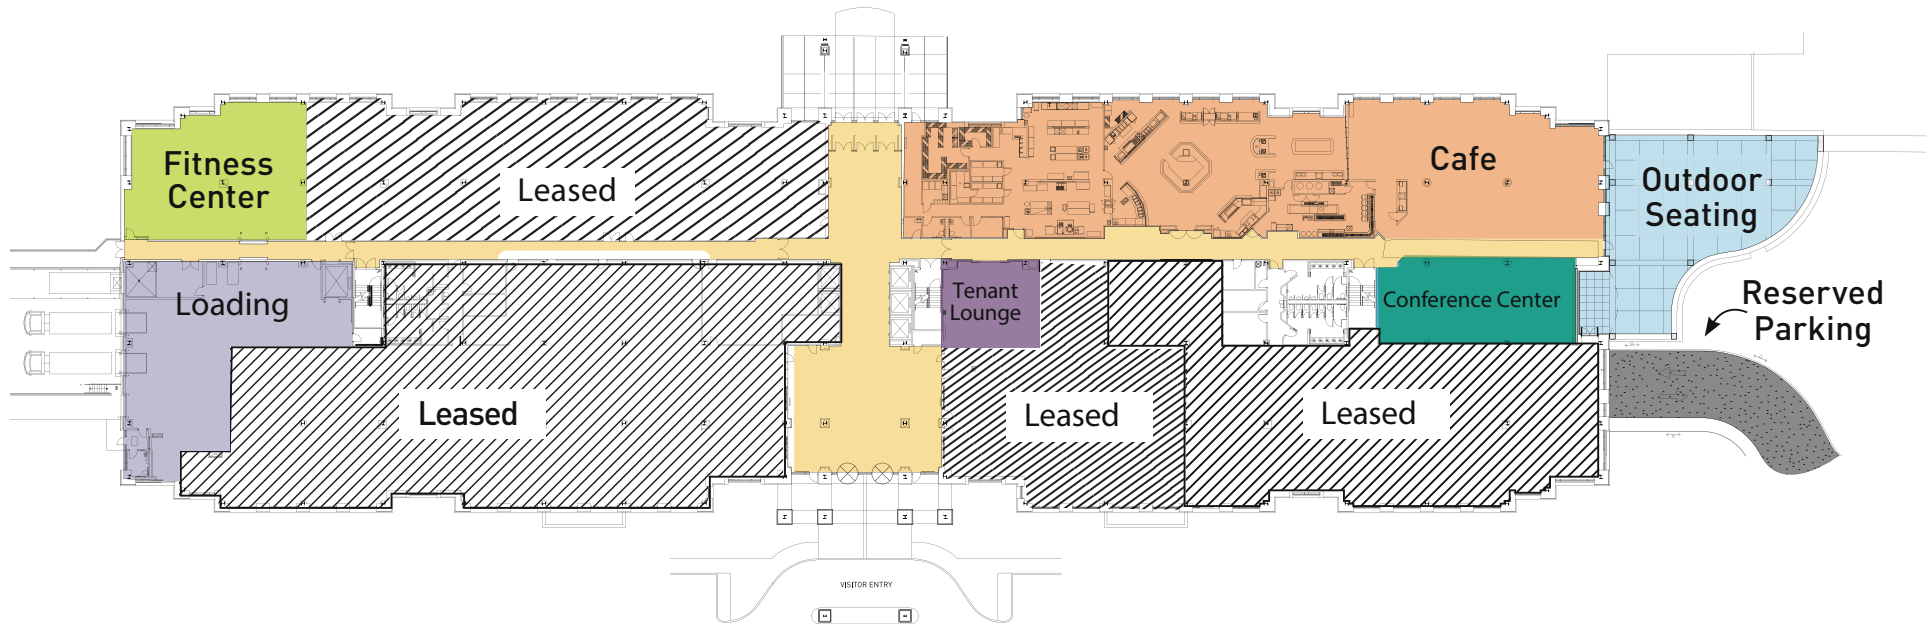 Fitness
Center
Leased
Cafe
Outdoor
Seating
Loading
Tenant
Lounge
Conference Center
Reserved
Parking
Leased
Leased
Leased
VISITOR ENTRY